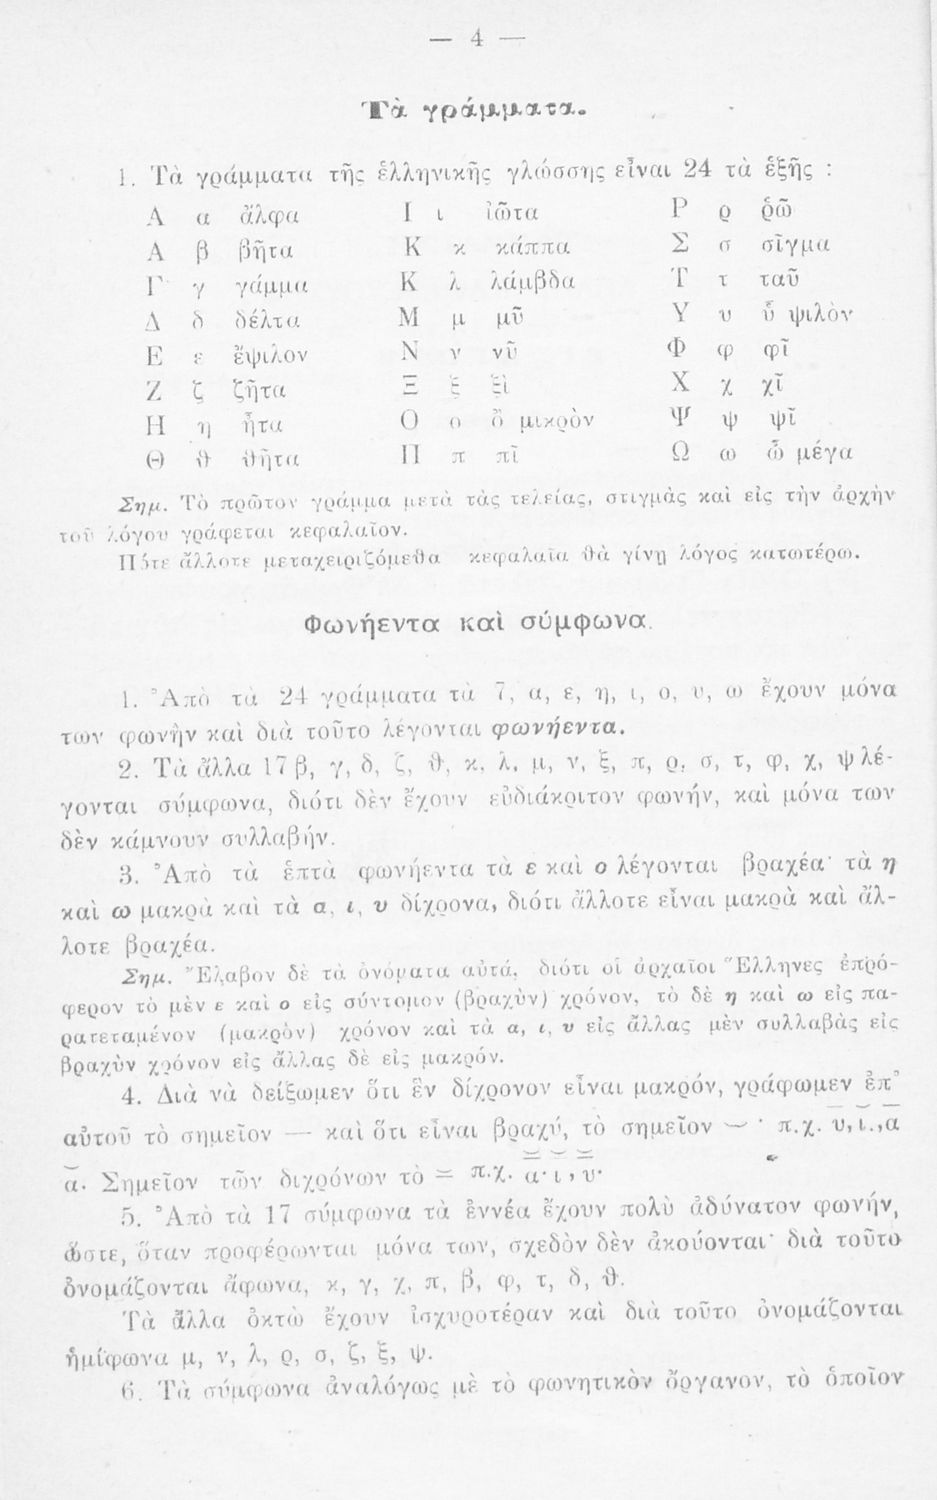 — 4 —
Τὰ γράμματα.
1. Τὰ γράμματα τῆς ἑλληνικῆς γλώσσης εἶναι 24 τὰ ἑξῆς :
Α α ἄλφα Ι ι ἰῶτα Ρ ρ ῥῶ
Α β βῆτα Κ κ κάππα Σ σ σῖγμα
Γ γ γάμμα Κ λ λάμβδα Τ τ ταῦ
Δ δ δέλτα Μ μ μῦ Υ υ ὖ ψιλὸν
Ε ε ἔψιλον Ν ν νῦ Φ φ φῖ
Ζ ζ ζῆτα Ξ ξ ξὶ Χ χ χῖ
Η η ἦτα Ο ο ὂ μικρὸν Ψ ψ ψῖ
Θ θ θῆτα Π π πῖ Ω ω ὦ μέγα
Σημ. Τὸ πρῶτον γράμμα μετὰ τὰς τελείας, στιγμὰς καὶ εἰς τὴν ἀρχὴν
τοῦ λόγου γράφεται κεφαλαῖον.
Πότε ἄλλοτε μεταχειριζόμεθα κεφαλαῖα θὰ γίνῃ λόγος κατωτέρω.
Φωνήεντα καὶ σύμφωνα.
1. Ἀπὸ τὰ 24 γράμματα τὰ 7, α, ε, η, ι, ο, υ, ω ἔχουν μόνα
των φωνὴν καὶ διὰ τοῦτο λέγονται φωνήεντα.
2. Τὰ ἄλλα 17 β, γ, δ, ζ, θ, κ, λ, μ, ν, ξ, π, ρ, σ, τ, φ, χ, ψ λέ-
γονται σύμφωνα, διότι δὲν ἔχουν εὐδιάκριτον φωνήν, καὶ μόνα των
δὲν κάμνουν συλλαβήν.
3. Ἀπὸ τὰ ἑπτὰ φωνήεντα τὰ ε καὶ ο λέγονται βραχέα· τὰ η
καὶ ω μακρὰ καὶ τὰ α, ι, υ δίχρονα, διότι ἄλλοτε εἶναι μακρὰ καὶ ἄλ-
λοτε βραχέα.
Σημ. Ἔλαβον δὲ τὰ ὀνόματα αὐτά, διότι οἱ ἀρχαῖοι Ἕλληνες ἐπρό-
φερον τὸ μὲν ε καὶ ο εἰς σύντομον (βραχὺν) χρόνον, τὸ δὲ η καὶ ω εἰς πα-
ρατεταμένον (μακρὸν) χρόνον καὶ τὰ α, ι, υ εἰς ἄλλας μὲν συλλαβὰς εἰς
βραχὺν χρόνον εἰς ἄλλας δὲ εἰς μακρόν.
4. Διὰ νὰ δείξωμεν ὅτι ἓν δίχρονον εἶναι μακρόν, γράφωμεν ἐπ᾿
αὐτοῦ τὸ σημεῖον — καὶ ὅτι εἶναι βραχύ, τὸ σημεῖον ⏑ · π.χ. ῡ, ῐ., ᾱ
ᾰ. Σημεῖον τῶν διχρόνων τὸ ⏓ π.χ. α· ι, υ·
5. Ἀπὸ τὰ 17 σύμφωνα τὰ ἐννέα ἔχουν πολὺ ἀδύνατον φωνήν,
ὥστε, ὅταν προφέρωνται μόνα των, σχεδὸν δὲν ἀκούονται· διὰ τοῦτο
ὀνομάζονται ἄφωνα, κ, γ, χ, π, β, φ, τ, δ, θ.
Τὰ ἄλλα ὀκτὼ ἔχουν ἰσχυροτέραν καὶ διὰ τοῦτο ὀνομάζονται
ἡμίφωνα μ, ν, λ, ρ, σ, ζ, ξ, ψ.
6. Τὰ σύμφωνα ἀναλόγως μὲ τὸ φωνητικὸν ὄργανον, τὸ ὁποῖον